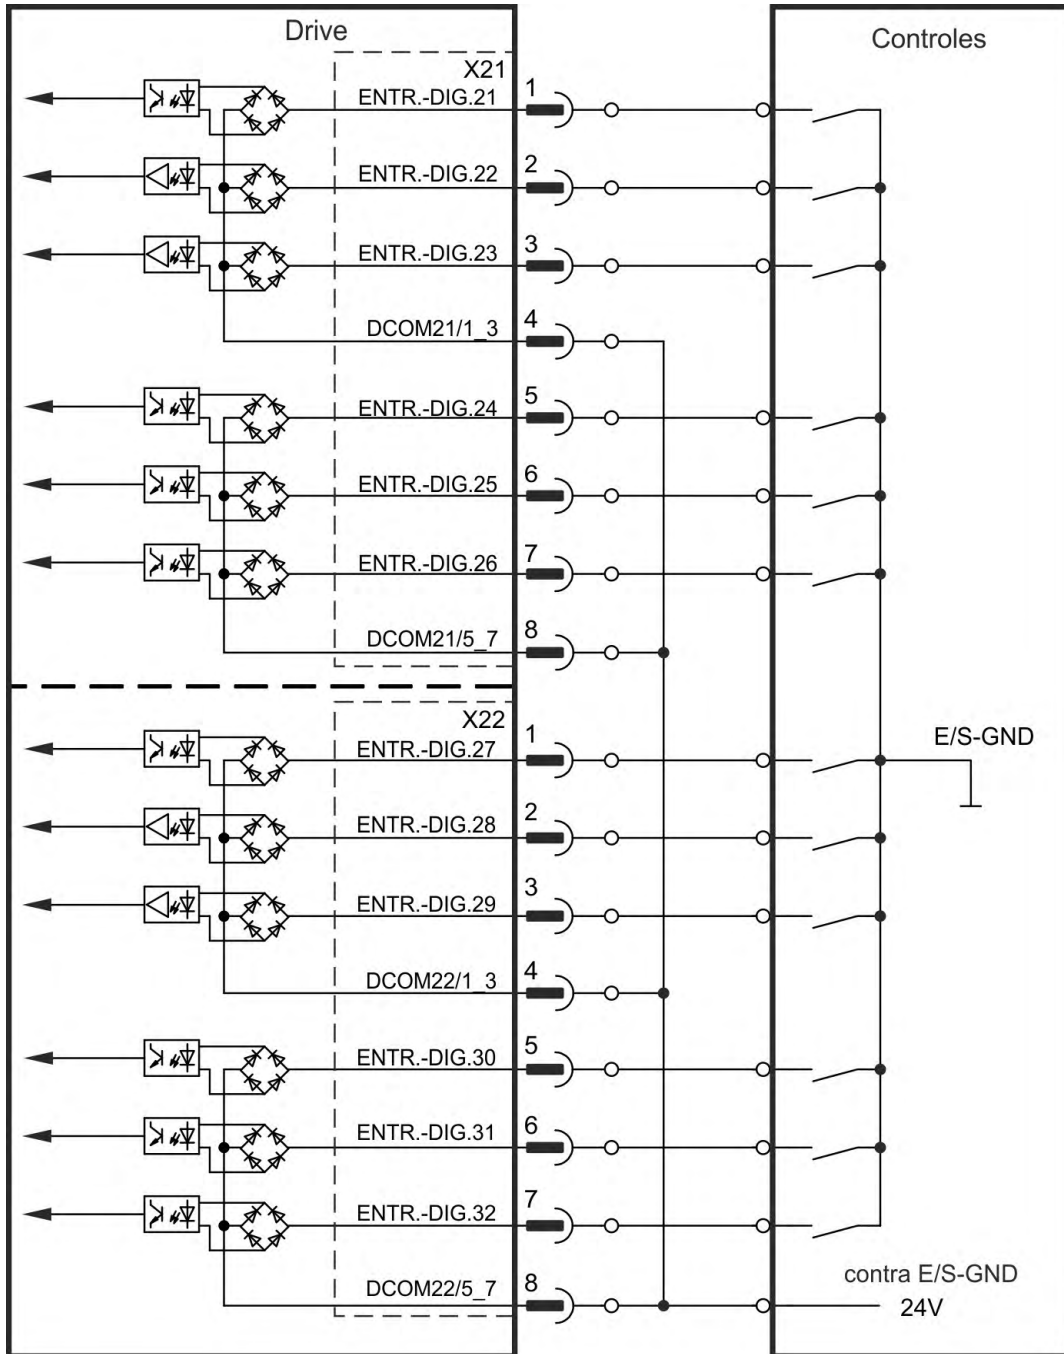 Drive
Controles
X21
ENTR.-DIG.21
1
ENTR.-DIG.22
2
ENTR.-DIG.23
3
DCOM21/1_3
4
ENTR.-DIG.24
5
ENTR.-DIG.25
6
ENTR.-DIG.26
7
DCOM21/5_7
8
X22
ENTR.-DIG.27
1
E/S-GND
ENTR.-DIG.28
2
ENTR.-DIG.29
3
DCOM22/1_3
4
ENTR.-DIG.30
5
ENTR.-DIG.31
6
ENTR.-DIG.32
7
DCOM22/5_7
8
contra E/S-GND
24V